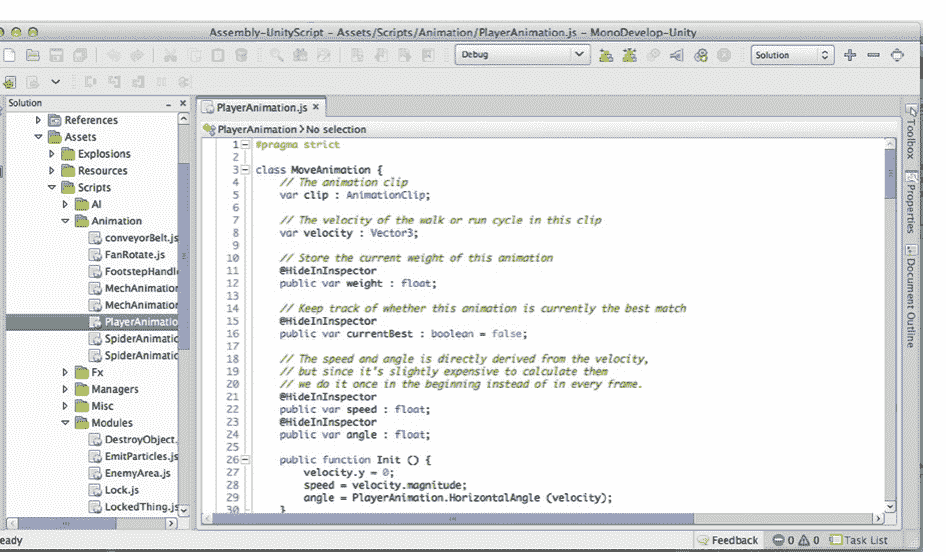 Assembly-UnityScript - Assets/Scripts/Animation/PlayerAnimation.js - MonoDevelop-Unity
Debug
Solution
Solution
References
Assets
Explosions
Resources
Scripts
AI
Animation
conveyorBelt.js
FanRotate.js
FootstepHandl
MechAnimation
MechAnimation
PlayerAnimatio
SpiderAnimatic
SpiderAnimatic
Fx
Managers
Misc
Modules
DestroyObject.
EmitParticles.js
EnemyArea.js
Lock.js
LockedThing.js
PlayerAnimation.js
PlayerAnimation > No selection
1 #pragma strict
2
3 class MoveAnimation {
4 // The animation clip
5 var clip : AnimationClip;
6
7 // The velocity of the walk or run cycle in this clip
8 var velocity : Vector3;
9
10 // Store the current weight of this animation
11 @HideInInspector
12 public var weight : float;
13
14 // Keep track of whether this animation is currently the best match
15 @HideInInspector
16 public var currentBest : boolean = false;
17
18 // The speed and angle is directly derived from the velocity,
19 // but since it's slightly expensive to calculate them
20 // we do it once in the beginning instead of in every frame.
21 @HideInInspector
22 public var speed : float;
23 @HideInInspector
24 public var angle : float;
25
26 public function Init () {
27 velocity.y = 0;
28 speed = velocity.magnitude;
29 angle = PlayerAnimation.HorizontalAngle (velocity);
30 }
Toolbox
Properties
Document Outline
eady
Feedback
0
0
Task List